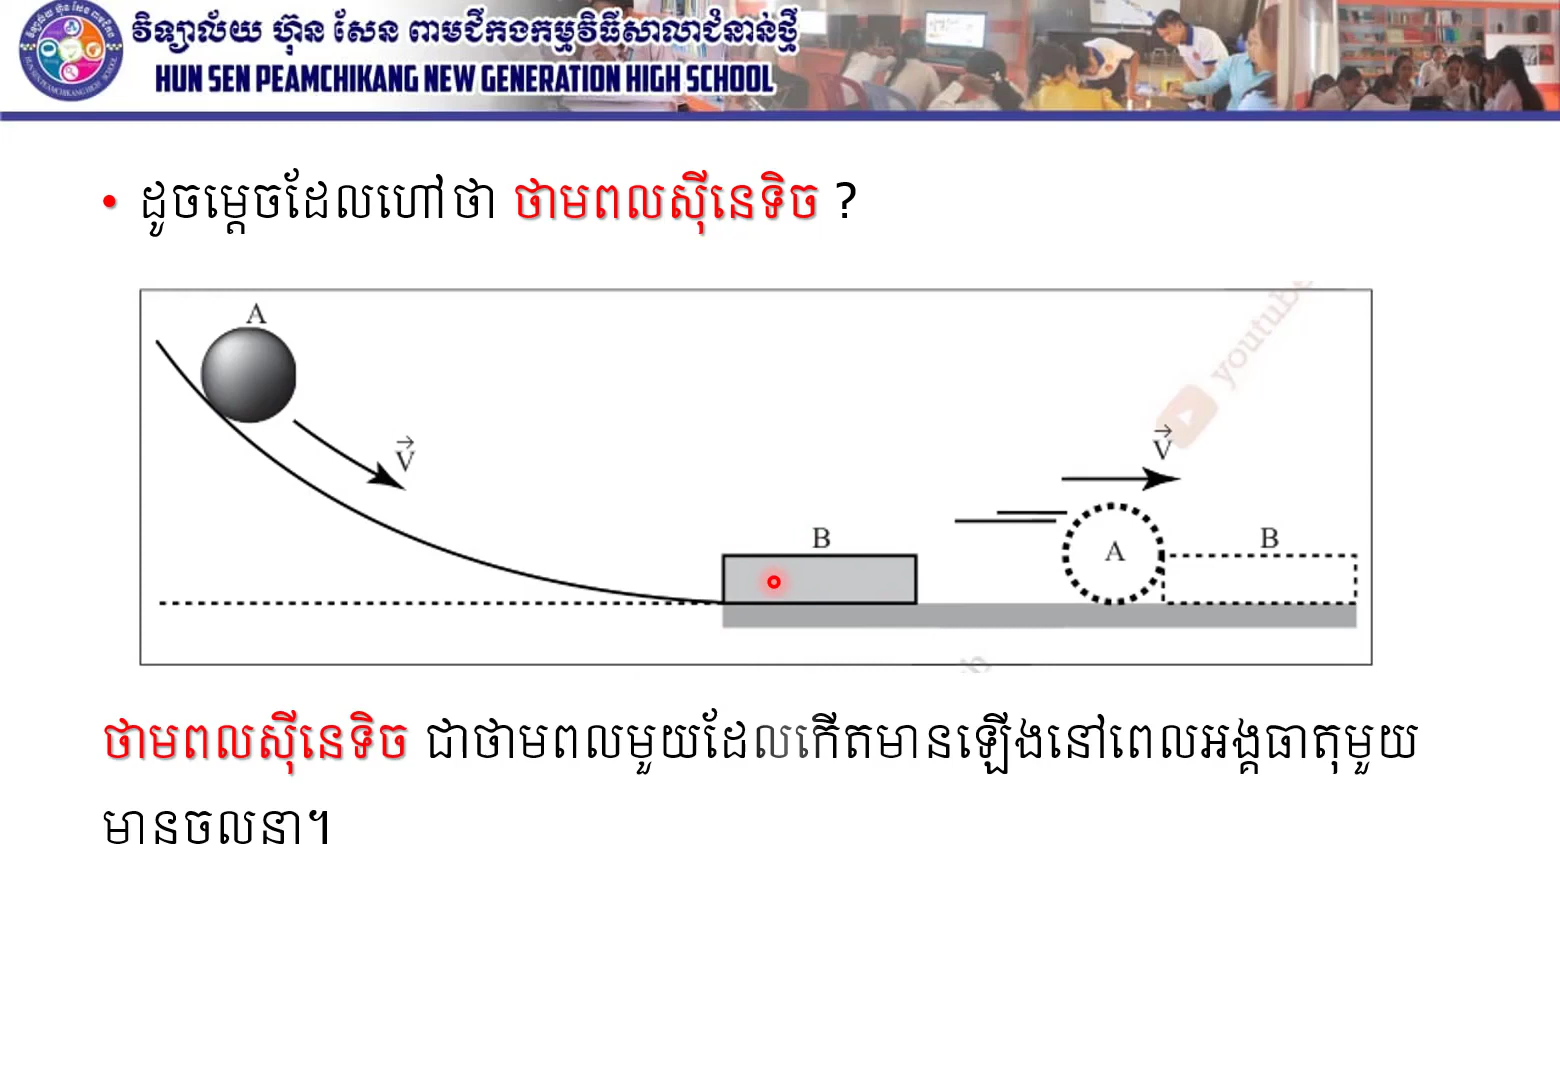 វិទ្យាល័យ ហ៊ុន សែន ពាមជីកងកម្មវិធីសាលាជំនាន់ថ្មី
HUN SEN PEAMCHIKANG NEW GENERATION HIGH SCHOOL
• ដូចម្ដេចដែលហៅថា ថាមពលស៊ីនេទិច ?
A
V
B
V
A
B
youtube
ថាមពលស៊ីនេទិច ជាថាមពលមួយដែលកើតមានឡើងនៅពេលអង្គធាតុមួយ
មានចលនា។